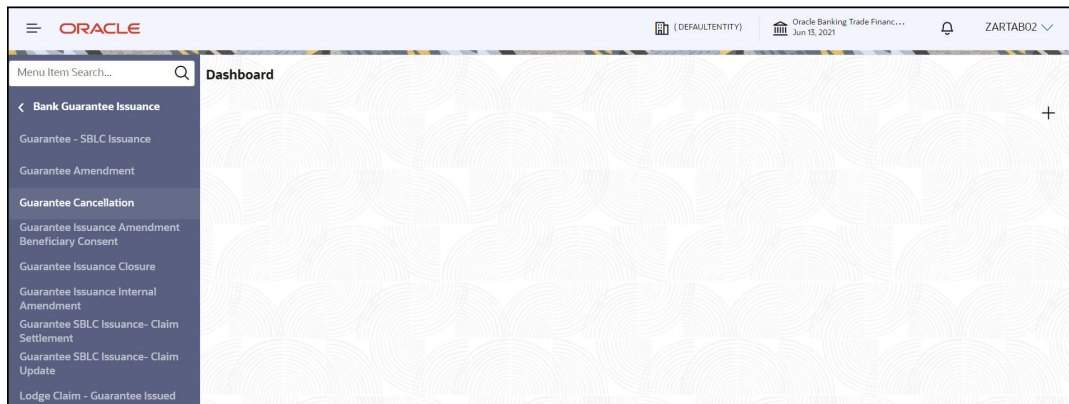 ORACLE
( DEFAULTENTITY)
Oracle Banking Trade Financ...
Jun 13, 2021
ZARTAB02
Menu Item Search...
Dashboard
Bank Guarantee Issuance
Guarantee - SBLC Issuance
Guarantee Amendment
Guarantee Cancellation
Guarantee Issuance Amendment
Beneficiary Consent
Guarantee Issuance Closure
Guarantee Issuance Internal
Amendment
Guarantee SBLC Issuance- Claim
Settlement
Guarantee SBLC Issuance- Claim
Update
Lodge Claim - Guarantee Issued